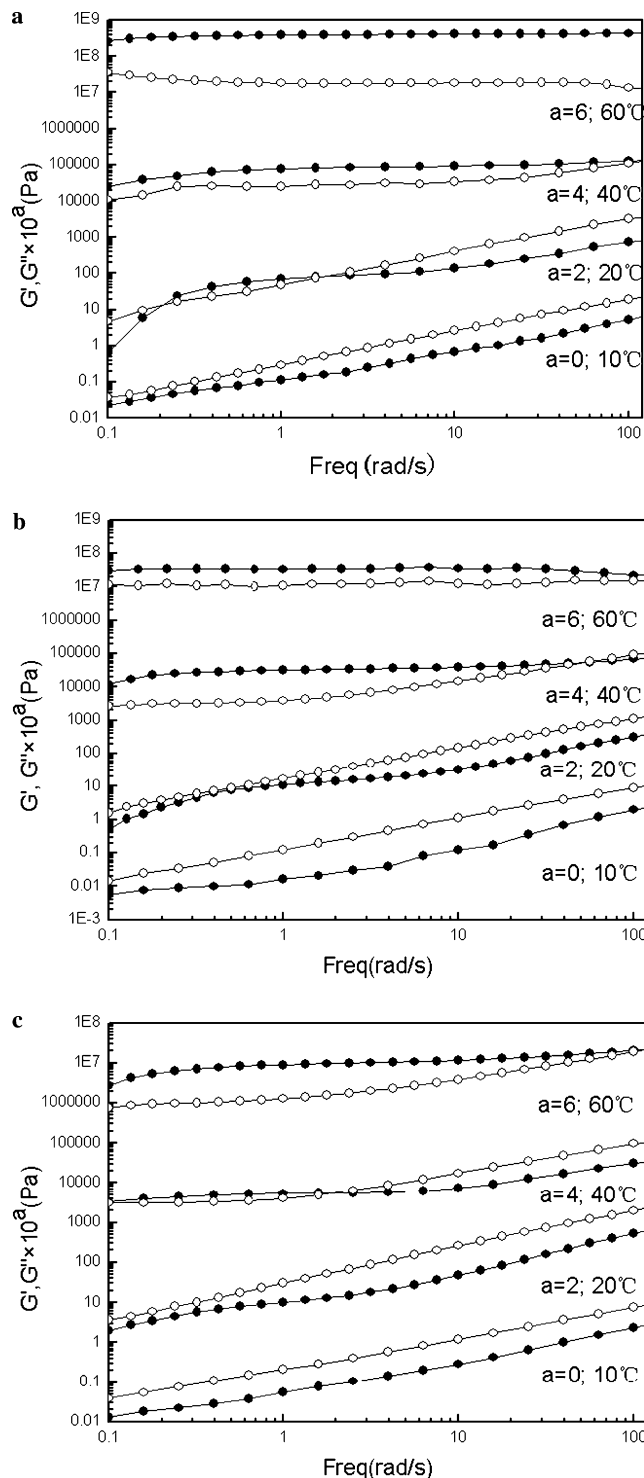 a
1E9
1E8
1E7
1000000
100000
10000
1000
100
10
1
0.1
0.01
G',G''×10ᵃ(Pa)
a=6; 60℃
a=4; 40℃
a=2; 20℃
a=0; 10℃
0.1
1
10
100
Freq (rad/s)
b
1E9
1E8
1E7
1000000
100000
10000
1000
100
10
1
0.1
0.01
1E-3
G', G''×10ᵃ(Pa)
a=6; 60℃
a=4; 40℃
a=2; 20℃
a=0; 10℃
0.1
1
10
100
Freq(rad/s)
c
1E8
1E7
1000000
100000
10000
1000
100
10
1
0.1
0.01
G',G''×10ᵃ(Pa)
a=6; 60℃
a=4; 40℃
a=2; 20℃
a=0; 10℃
0.1
1
10
100
Freq(rad/s)